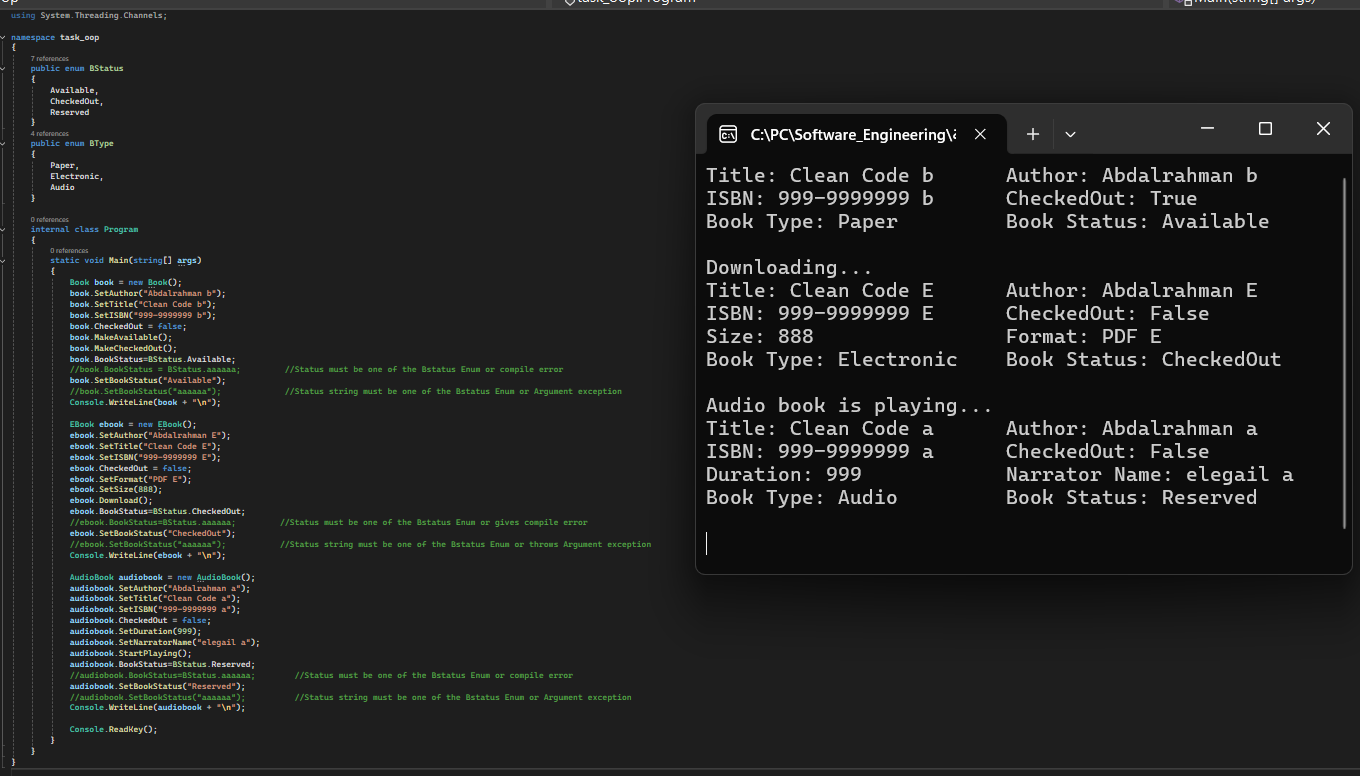 task_oop.Program
Main(string[] args)
using System.Threading.Channels;
namespace task_oop
{
7 references
public enum BStatus
{
Available,
CheckedOut,
Reserved
}
4 references
public enum BType
{
Paper,
Electronic,
Audio
}
0 references
internal class Program
{
0 references
static void Main(string[] args)
{
Book book = new Book();
book.SetAuthor("Abdalrahman b");
book.SetTitle("Clean Code b");
book.SetISBN("999-9999999 b");
book.CheckedOut = false;
book.MakeAvailable();
book.MakeCheckedOut();
book.BookStatus=BStatus.Available;
//book.BookStatus = BStatus.aaaaaa; //Status must be one of the Bstatus Enum or compile error
book.SetBookStatus("Available");
//book.SetBookStatus("aaaaaa"); //Status string must be one of the Bstatus Enum or Argument exception
Console.WriteLine(book + "\n");
EBook ebook = new EBook();
ebook.SetAuthor("Abdalrahman E");
ebook.SetTitle("Clean Code E");
ebook.SetISBN("999-9999999 E");
ebook.CheckedOut = false;
ebook.SetFormat("PDF E");
ebook.SetSize(888);
ebook.Download();
ebook.BookStatus=BStatus.CheckedOut;
//ebook.BookStatus=BStatus.aaaaaa; //Status must be one of the Bstatus Enum or gives compile error
ebook.SetBookStatus("CheckedOut");
//ebook.SetBookStatus("aaaaaa"); //Status string must be one of the Bstatus Enum or throws Argument exception
Console.WriteLine(ebook + "\n");
AudioBook audiobook = new AudioBook();
audiobook.SetAuthor("Abdalrahman a");
audiobook.SetTitle("Clean Code a");
audiobook.SetISBN("999-9999999 a");
audiobook.CheckedOut = false;
audiobook.SetDuration(999);
audiobook.SetNarratorName("elegail a");
audiobook.StartPlaying();
audiobook.BookStatus=BStatus.Reserved;
//audiobook.BookStatus=BStatus.aaaaaa; //Status must be one of the Bstatus Enum or compile error
audiobook.SetBookStatus("Reserved");
//audiobook.SetBookStatus("aaaaaa"); //Status string must be one of the Bstatus Enum or Argument exception
Console.WriteLine(audiobook + "\n");
Console.ReadKey();
}
}
}
C:\PC\Software_Engineering\
Title: Clean Code b Author: Abdalrahman b
ISBN: 999-9999999 b CheckedOut: True
Book Type: Paper Book Status: Available
Downloading...
Title: Clean Code E Author: Abdalrahman E
ISBN: 999-9999999 E CheckedOut: False
Size: 888 Format: PDF E
Book Type: Electronic Book Status: CheckedOut
Audio book is playing...
Title: Clean Code a Author: Abdalrahman a
ISBN: 999-9999999 a CheckedOut: False
Duration: 999 Narrator Name: elegail a
Book Type: Audio Book Status: Reserved